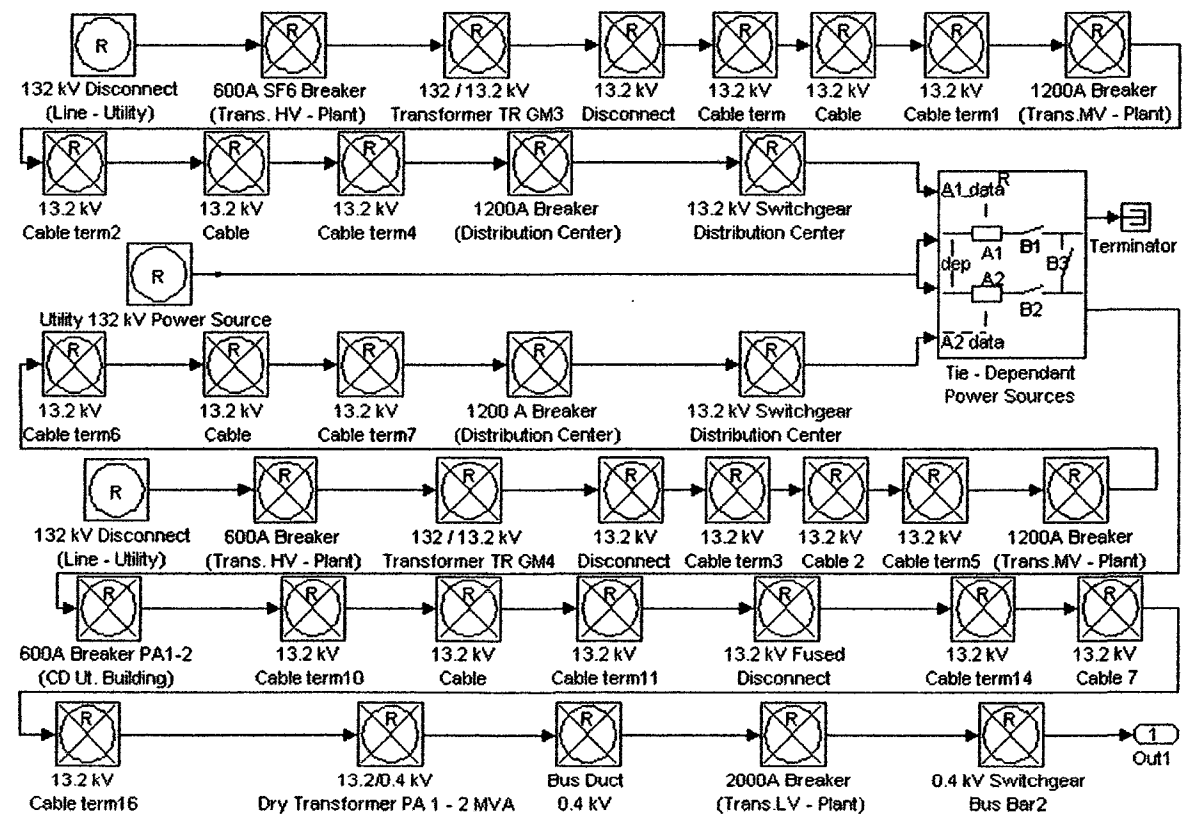 R R R R R R R R
132 kV Disconnect 600A SF6 Breaker 132 / 13.2 kV 13.2 kV 13.2 kV 13.2 kV 13.2 kV 1200A Breaker
(Line - Utility) (Trans. HV - Plant) Transformer TR GM3 Disconnect Cable term Cable Cable term1 (Trans.MV - Plant)
R R R R R
13.2 kV 13.2 kV 13.2 kV 1200A Breaker 13.2 kV Switchgear
Cable term2 Cable Cable term4 (Distribution Center) Distribution Center
R
A1_data
A1 B1
dep B3
A2
B2
A2 data
Terminator
Tie - Dependant
Power Sources
R
Utility 132 kV Power Source
R R R R R
13.2 kV 13.2 kV 13.2 kV 1200 A Breaker 13.2 kV Switchgear
Cable term6 Cable Cable term7 (Distribution Center) Distribution Center
R R R R R R R R
132 kV Disconnect 600A Breaker 132 / 13.2 kV 13.2 kV 13.2 kV 13.2 kV 13.2 kV 1200A Breaker
(Line - Utility) (Trans. HV - Plant) Transformer TR GM4 Disconnect Cable term3 Cable 2 Cable term5 (Trans.MV - Plant)
R R R R R R R
600A Breaker PA1-2 13.2 kV 13.2 kV 13.2 kV 13.2 kV Fused 13.2 kV 13.2 kV
(CD Ut. Building) Cable term10 Cable Cable term11 Disconnect Cable term14 Cable 7
R R R R R 1
13.2 kV 13.2/0.4 kV Bus Duct 2000A Breaker 0.4 kV Switchgear Out1
Cable term16 Dry Transformer PA 1 - 2 MVA 0.4 kV (Trans.LV - Plant) Bus Bar2